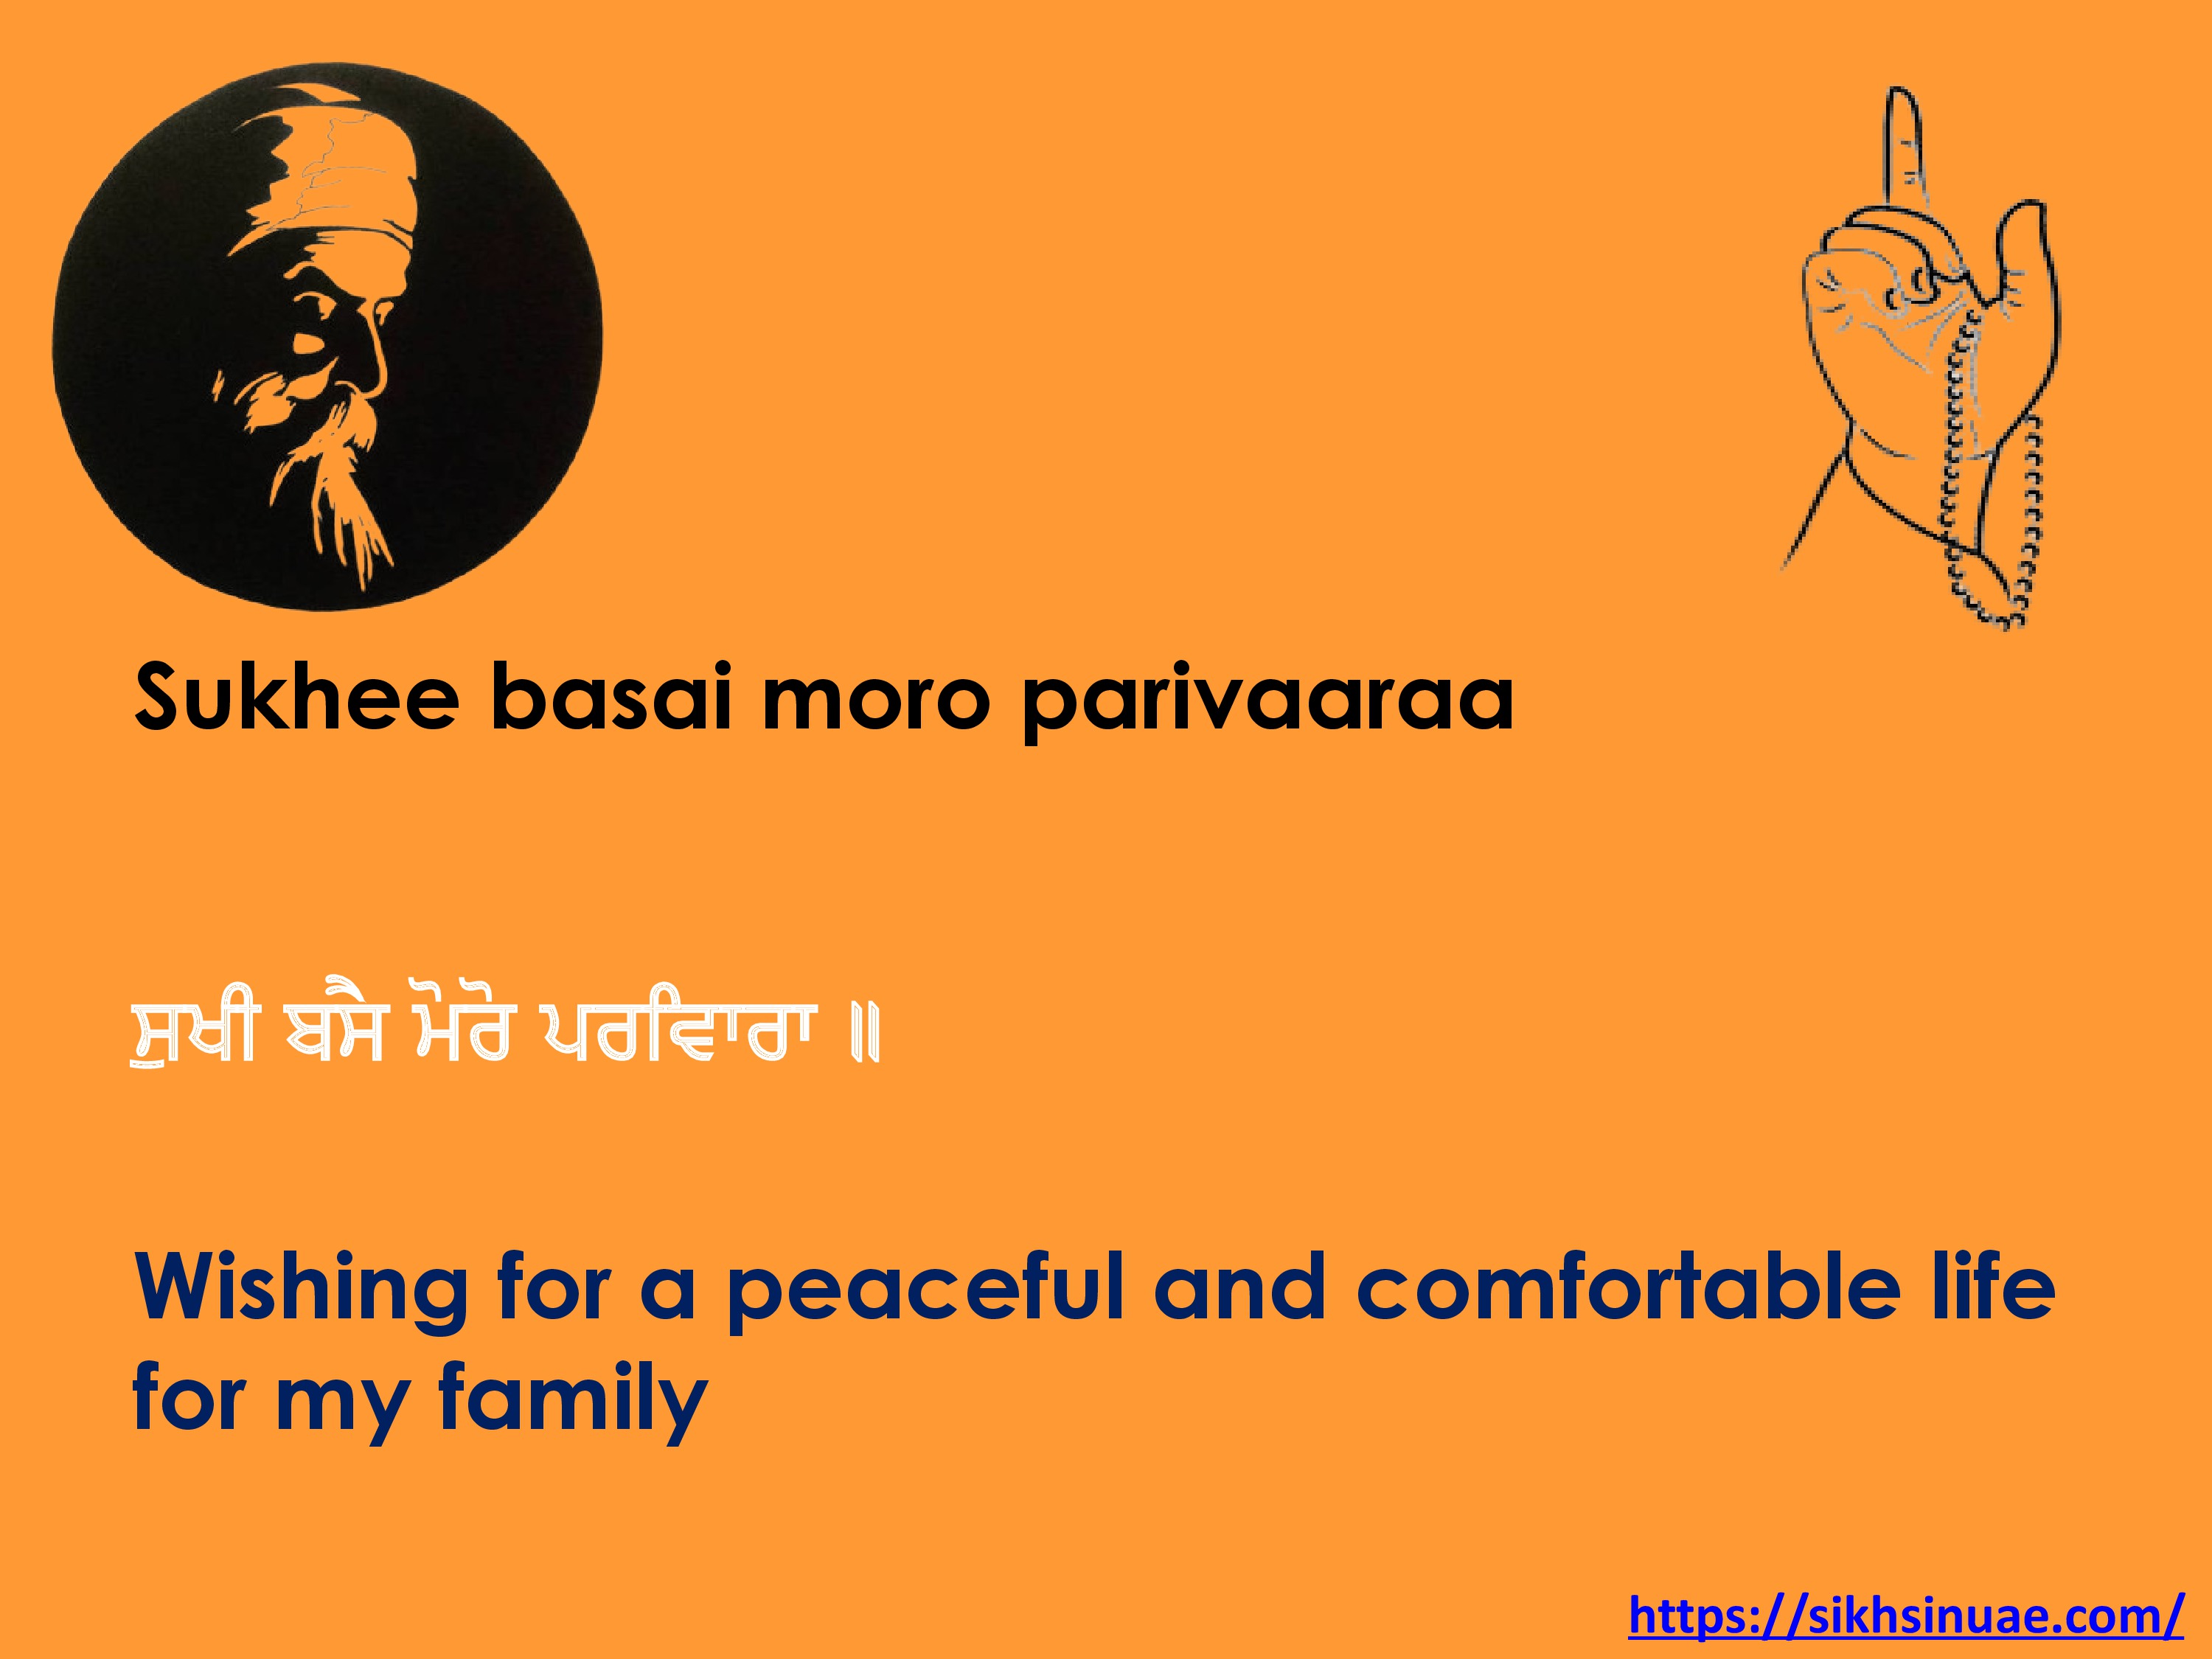 Sukhee basai moro parivaaraa
ਸੁਖੀ ਬਸੈ ਮੋਰੋ ਪਰਿਵਾਰਾ ॥
Wishing for a peaceful and comfortable life
for my family
https://sikhsinuae.com/